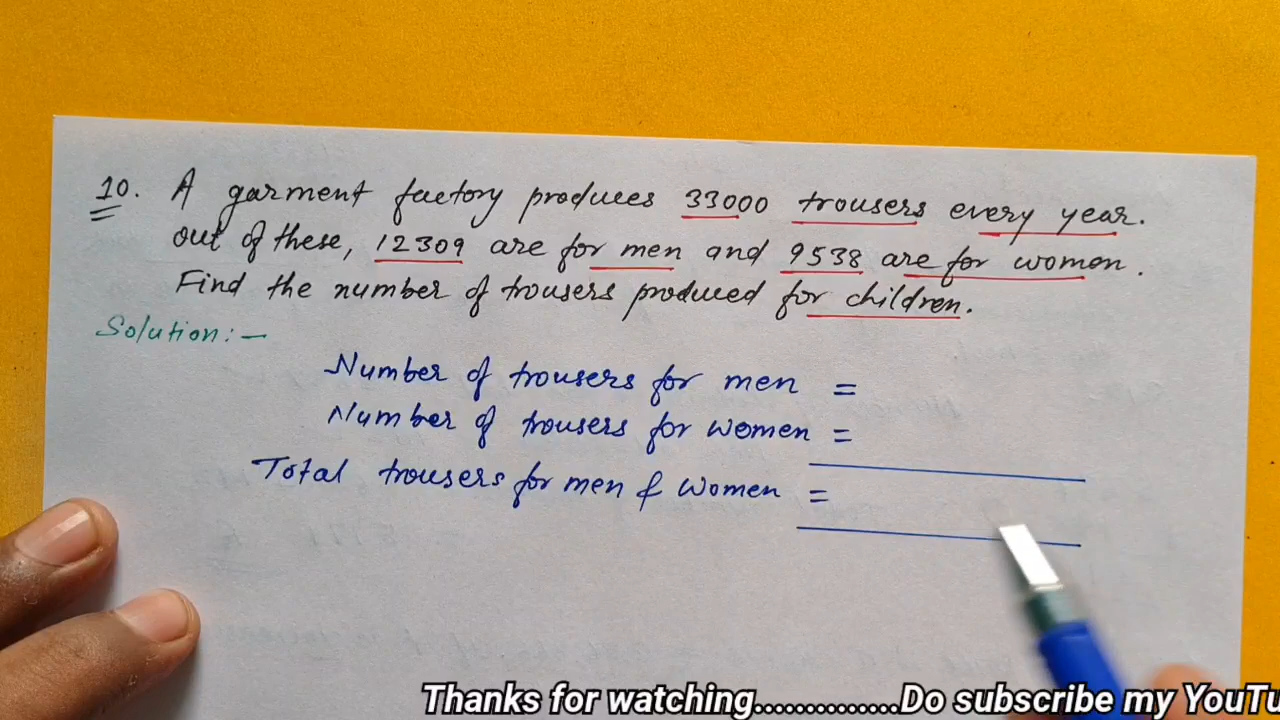 10. A garment factory produces 33000 trousers every year.
out of these, 12309 are for men and 9538 are for women.
Find the number of trousers produced for children.
Solution:-
Number of trousers for men =
Number of trousers for women =
Total trousers for men & women =
Thanks for watching..............Do subscribe my YouTu